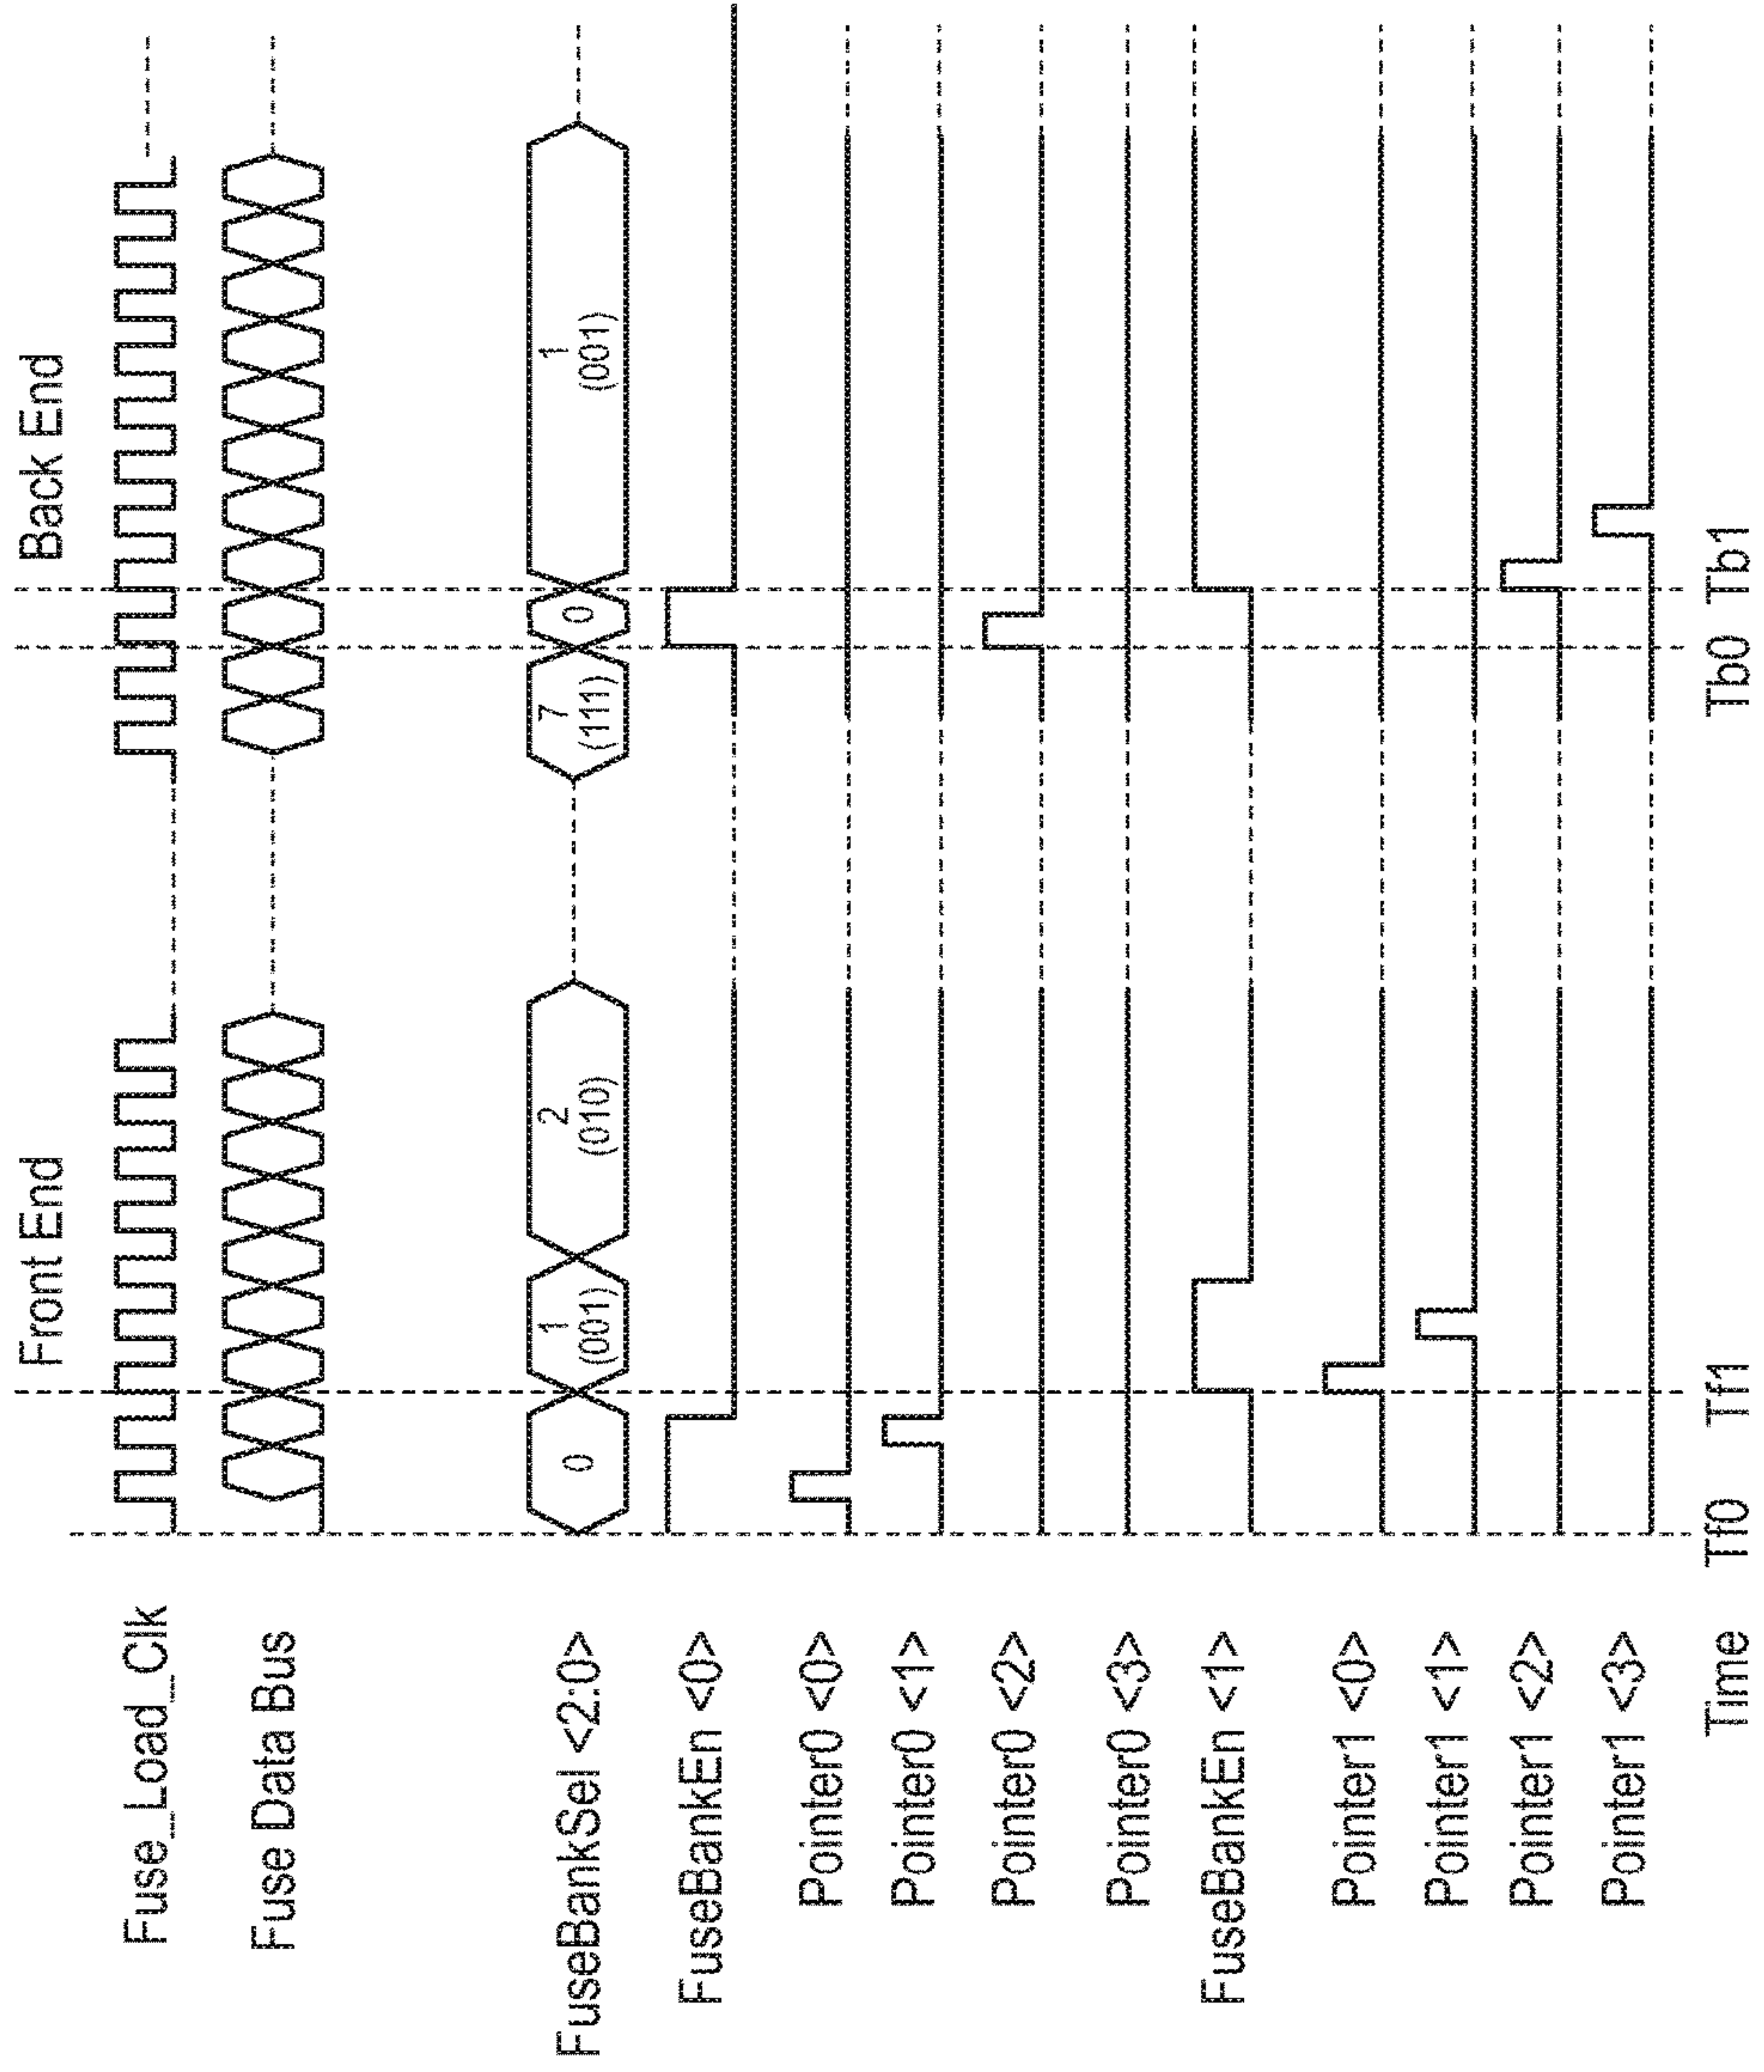 Front End
Back End
Fuse_Load_Clk
Fuse Data Bus
FuseBankSel <2:0>
0
1
(001)
2
(010)
7
(111)
0
1
(001)
FuseBankEn <0>
Pointer0 <0>
Pointer0 <1>
Pointer0 <2>
Pointer0 <3>
FuseBankEn <1>
Pointer1 <0>
Pointer1 <1>
Pointer1 <2>
Pointer1 <3>
Time
Tf0
Tf1
Tb0
Tb1